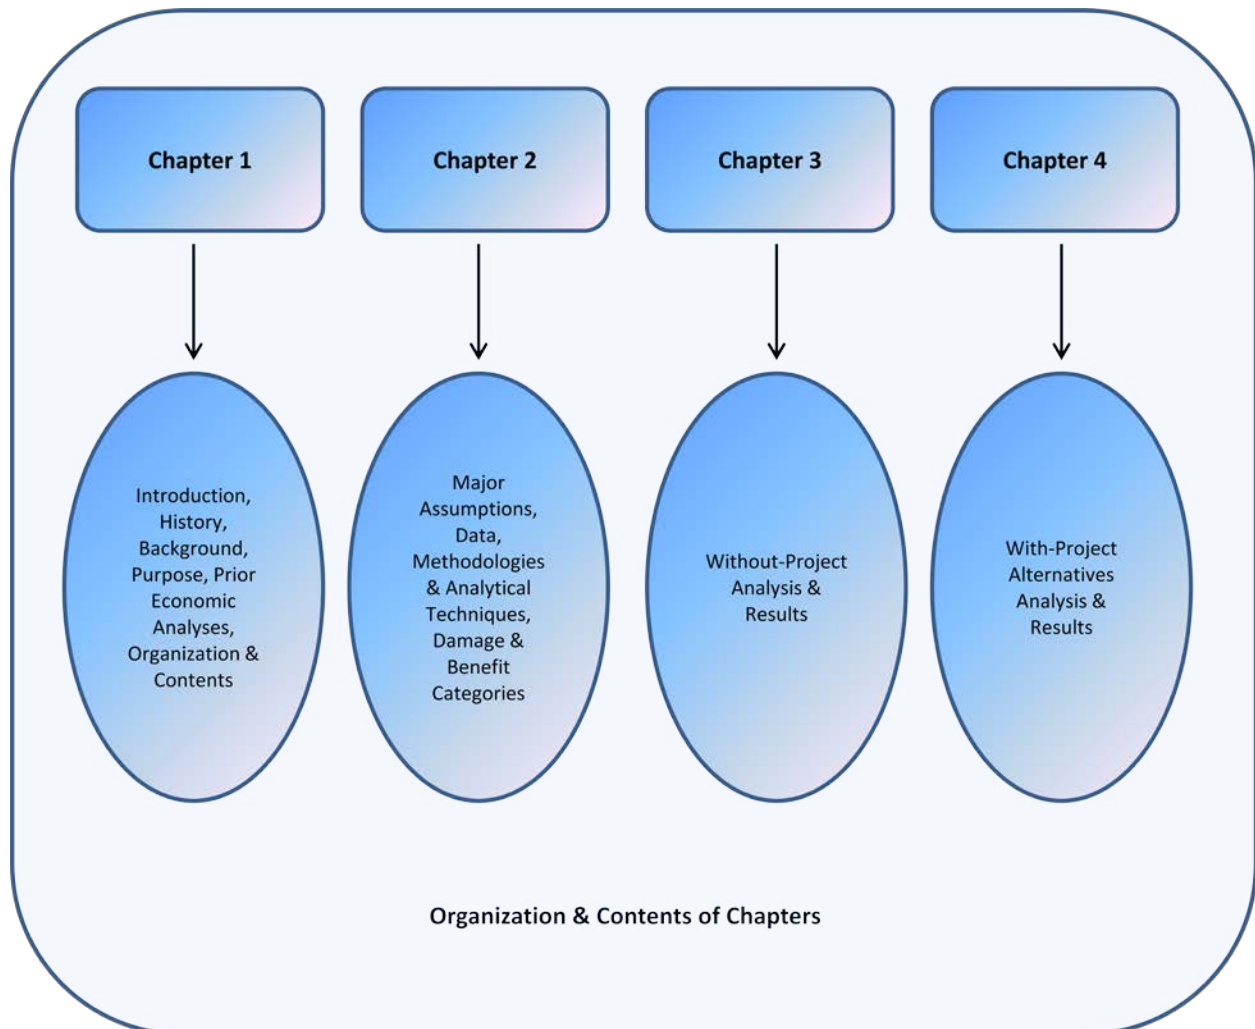 Chapter 1
Chapter 2
Chapter 3
Chapter 4
Introduction,
History,
Background,
Purpose, Prior
Economic
Analyses,
Organization &
Contents
Major
Assumptions,
Data,
Methodologies
& Analytical
Techniques,
Damage &
Benefit
Categories
Without-Project
Analysis &
Results
With-Project
Alternatives
Analysis &
Results
Organization & Contents of Chapters